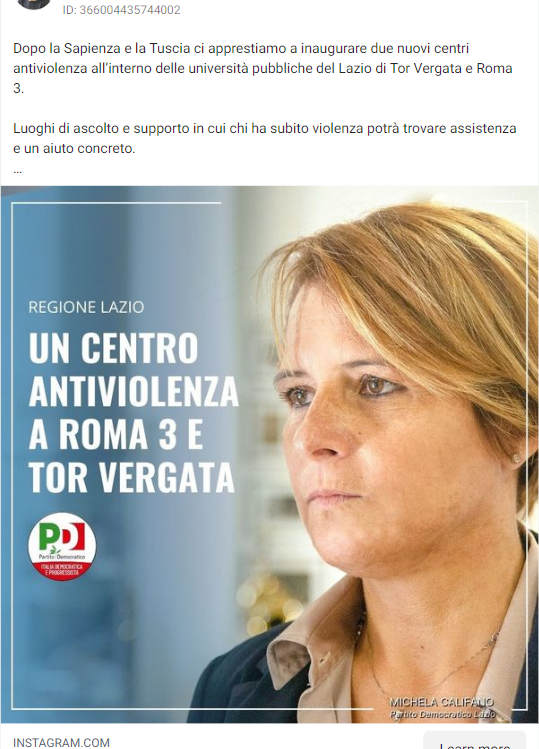 ID: 366004435744002
Dopo la Sapienza e la Tuscia ci apprestiamo a inaugurare due nuovi centri
antiviolenza all'interno delle università pubbliche del Lazio di Tor Vergata e Roma
3.
Luoghi di ascolto e supporto in cui chi ha subito violenza potrà trovare assistenza
e un aiuto concreto.
...
REGIONE LAZIO
UN CENTRO
ANTIVIOLENZA
A ROMA 3 E
TOR VERGATA
PD
Partito Democratico
ITALIA DEMOCRATICA
E PROGRESSISTA
MICHELA CALIFANO
Partito Democratico Lazio
INSTAGRAM.COM
Learn more